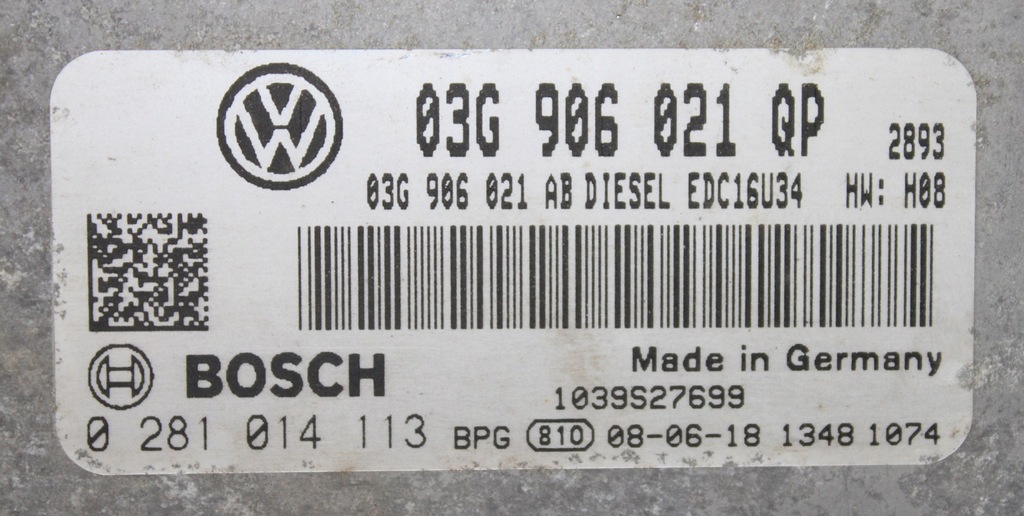 03G 906 021 QP 2893
03G 906 021 AB DIESEL EDC16U34 HW: H08
BOSCH
Made in Germany
1039S27699
0 281 014 113 BPG 810 08-06-18 1348 1074